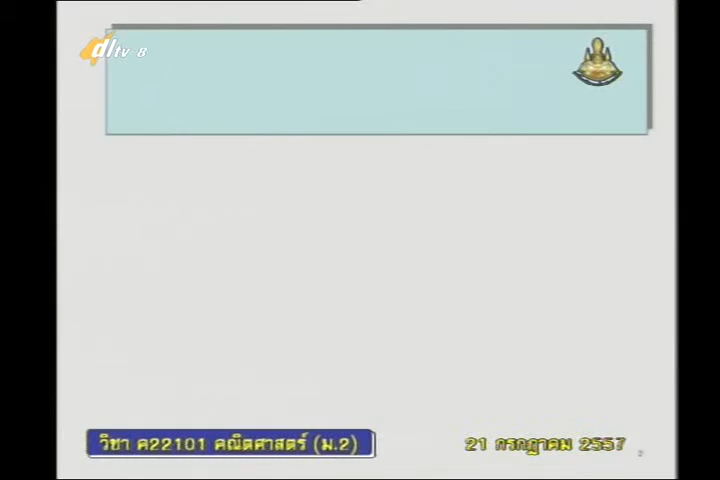 dltv 8
วิชา ค22101 คณิตศาสตร์ (ม.2)
21 กรกฎาคม 2557